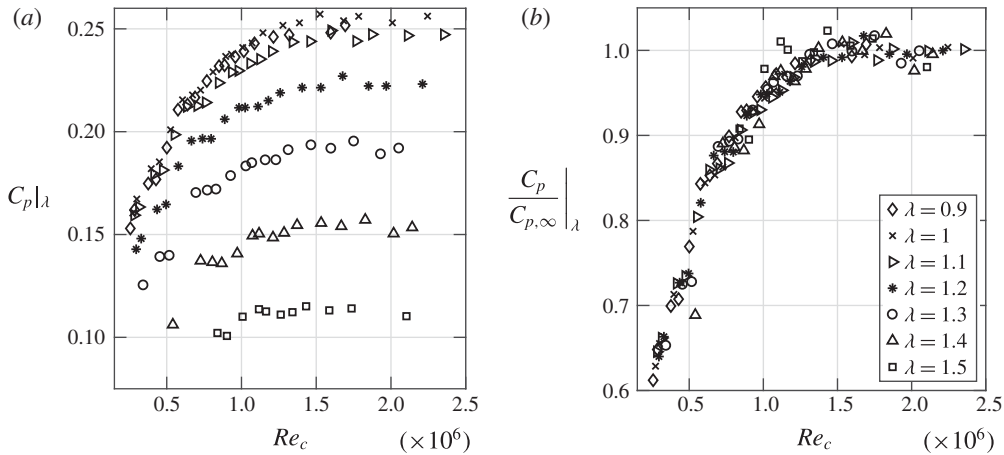 (a)
0.25
0.20
0.15
0.10
C_p|_λ
0.5
1.0
1.5
2.0
2.5
Re_c
(×10^6)
(b)
1.0
0.9
0.8
0.7
0.6
C_p
C_{p,∞}
|_λ
0.5
1.0
1.5
2.0
2.5
Re_c
(×10^6)
λ = 0.9
λ = 1
λ = 1.1
λ = 1.2
λ = 1.3
λ = 1.4
λ = 1.5